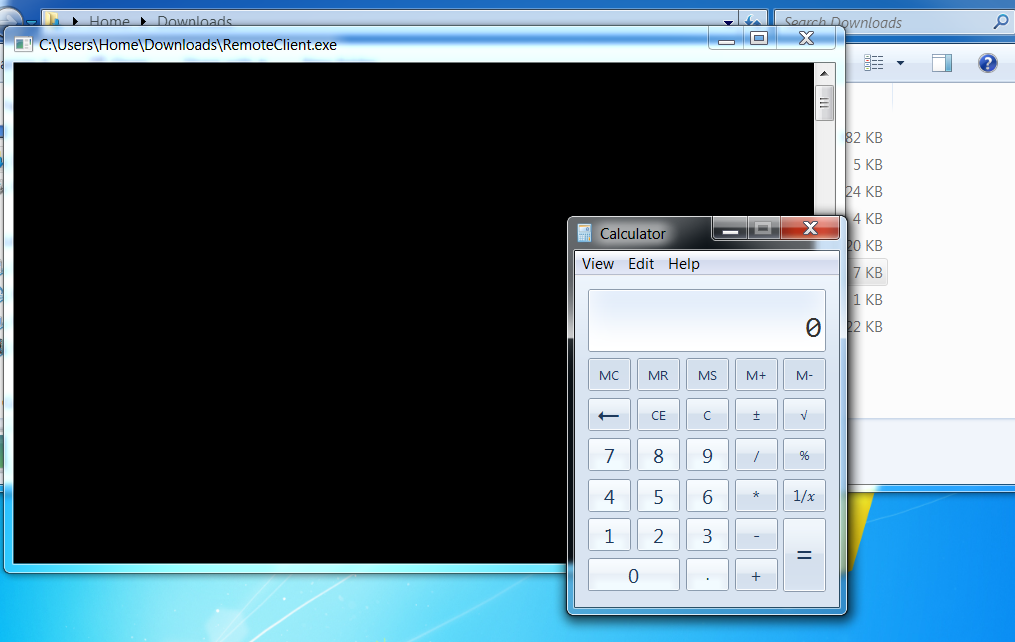 Home Downloads
Search Downloads
C:\Users\Home\Downloads\RemoteClient.exe
82 KB
5 KB
24 KB
4 KB
20 KB
7 KB
1 KB
22 KB
Calculator
View Edit Help
0
MC MR MS M+ M-
← CE C ± √
7 8 9 / %
4 5 6 * 1/x
1 2 3 - =
0 . +